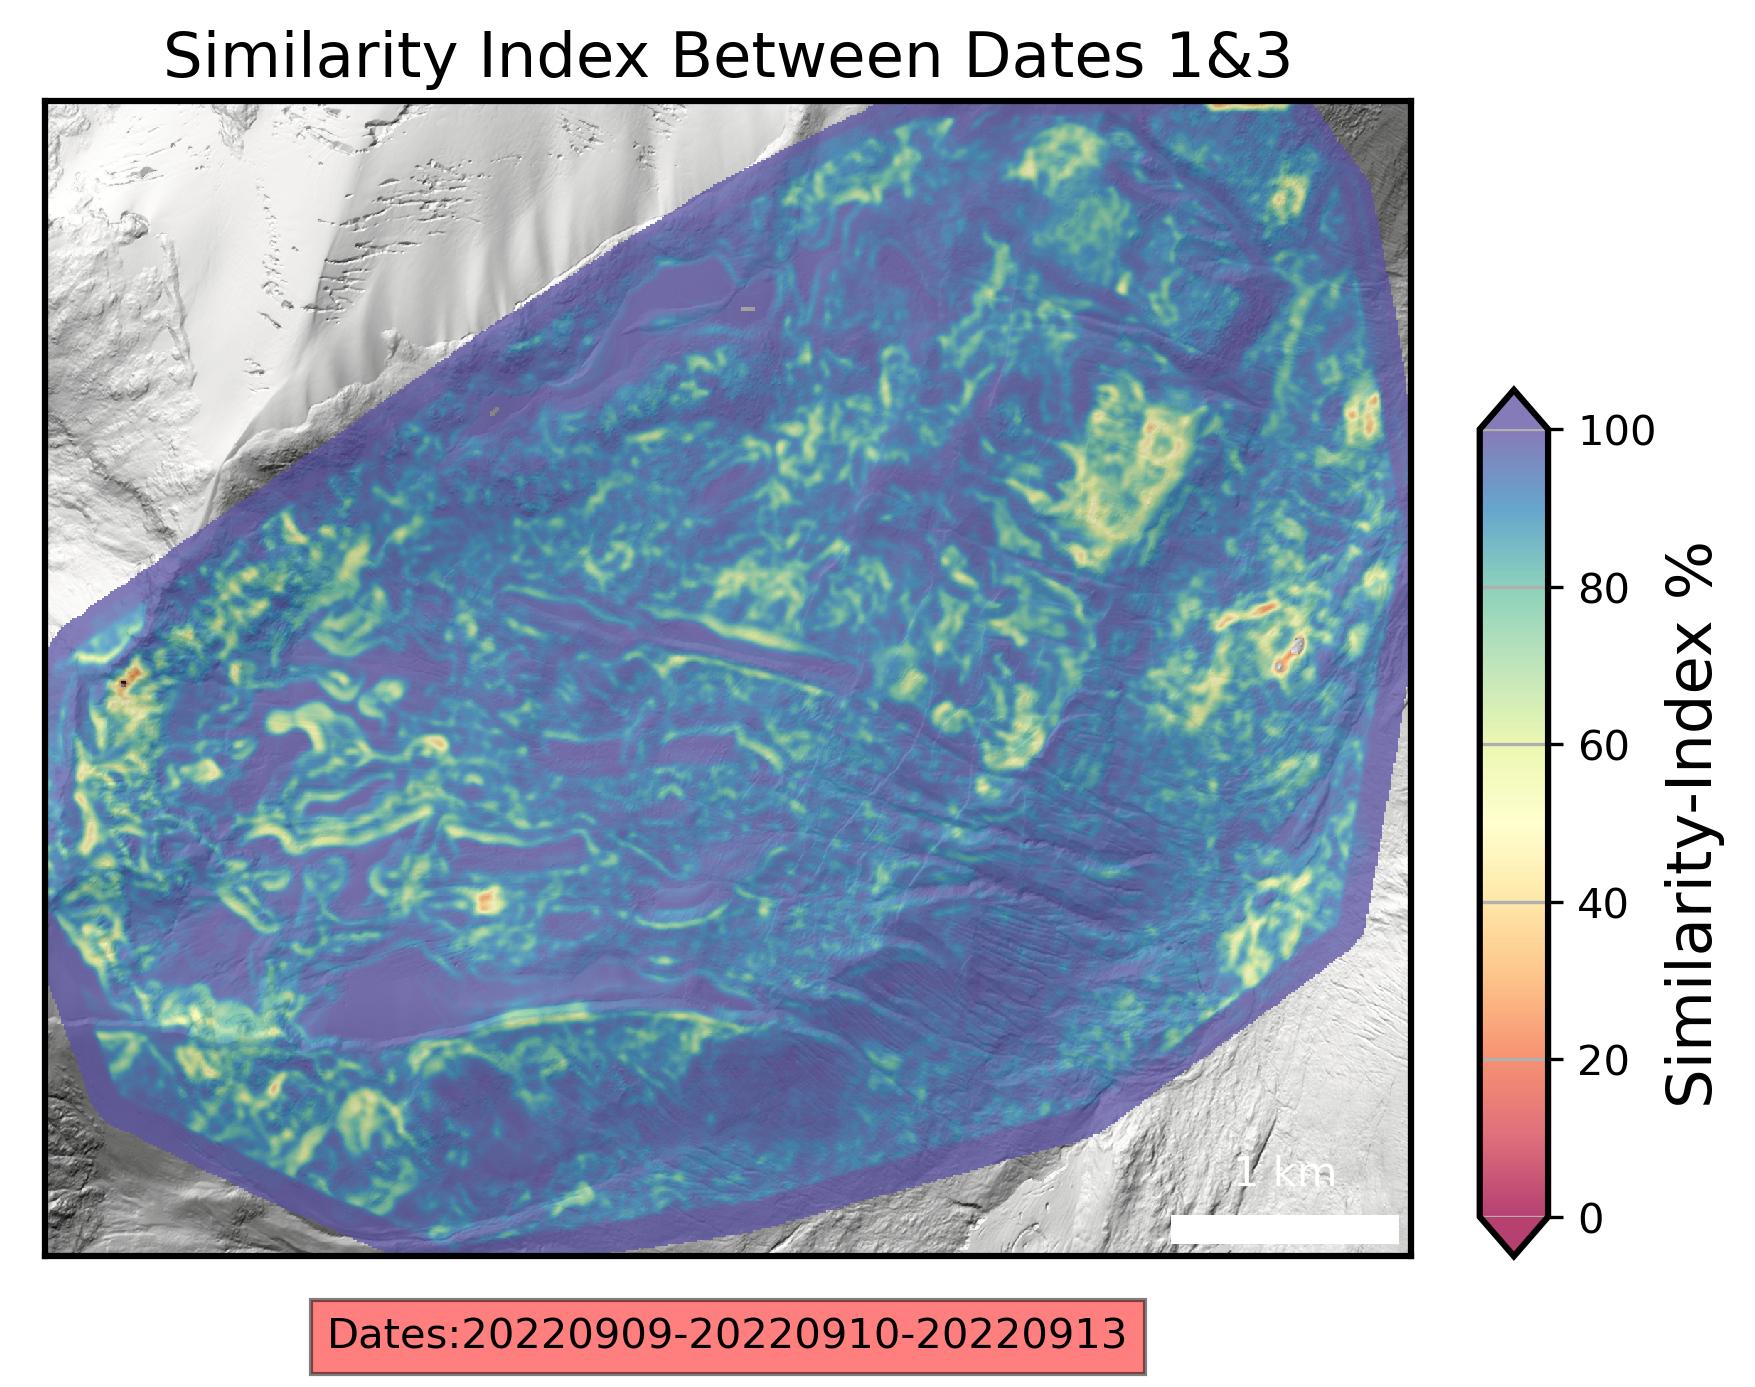 Similarity Index Between Dates 1&3
100
80
60
40
20
0
Similarity-Index %
1 km
Dates:20220909-20220910-20220913